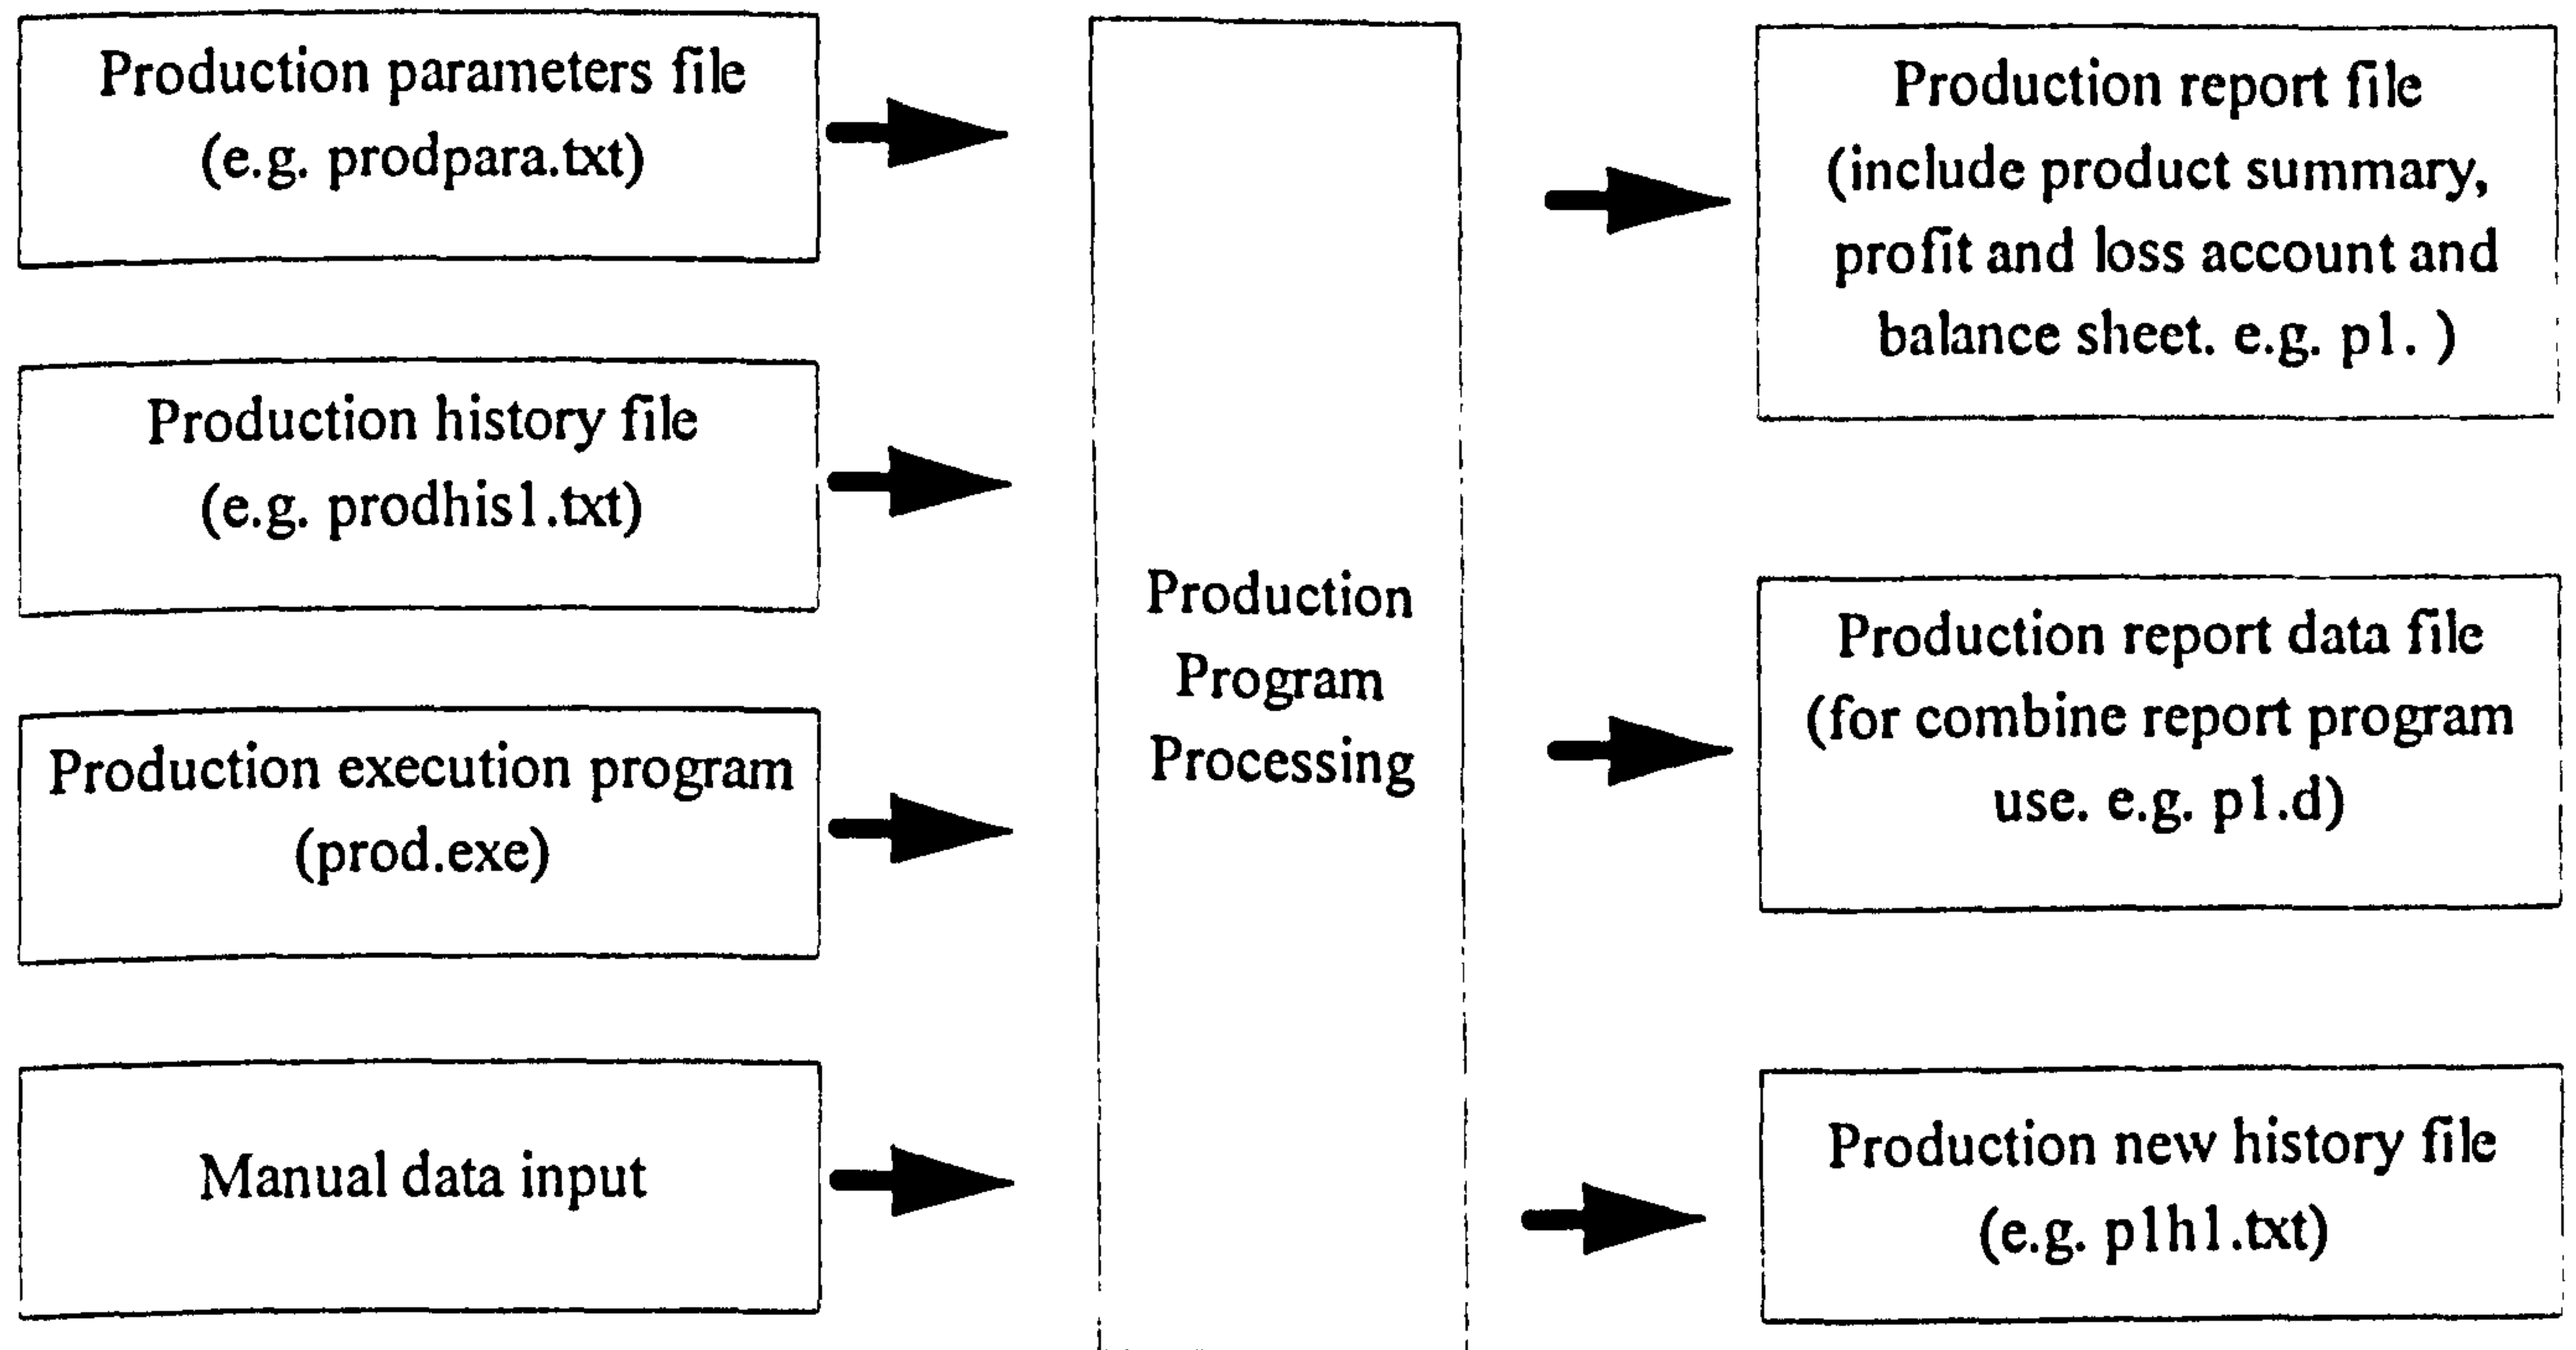 Production parameters file
(e.g. prodpara.txt)
Production history file
(e.g. prodhis1.txt)
Production execution program
(prod.exe)
Manual data input
Production
Program
Processing
Production report file
(include product summary,
profit and loss account and
balance sheet. e.g. p1. )
Production report data file
(for combine report program
use. e.g. p1.d)
Production new history file
(e.g. p1h1.txt)